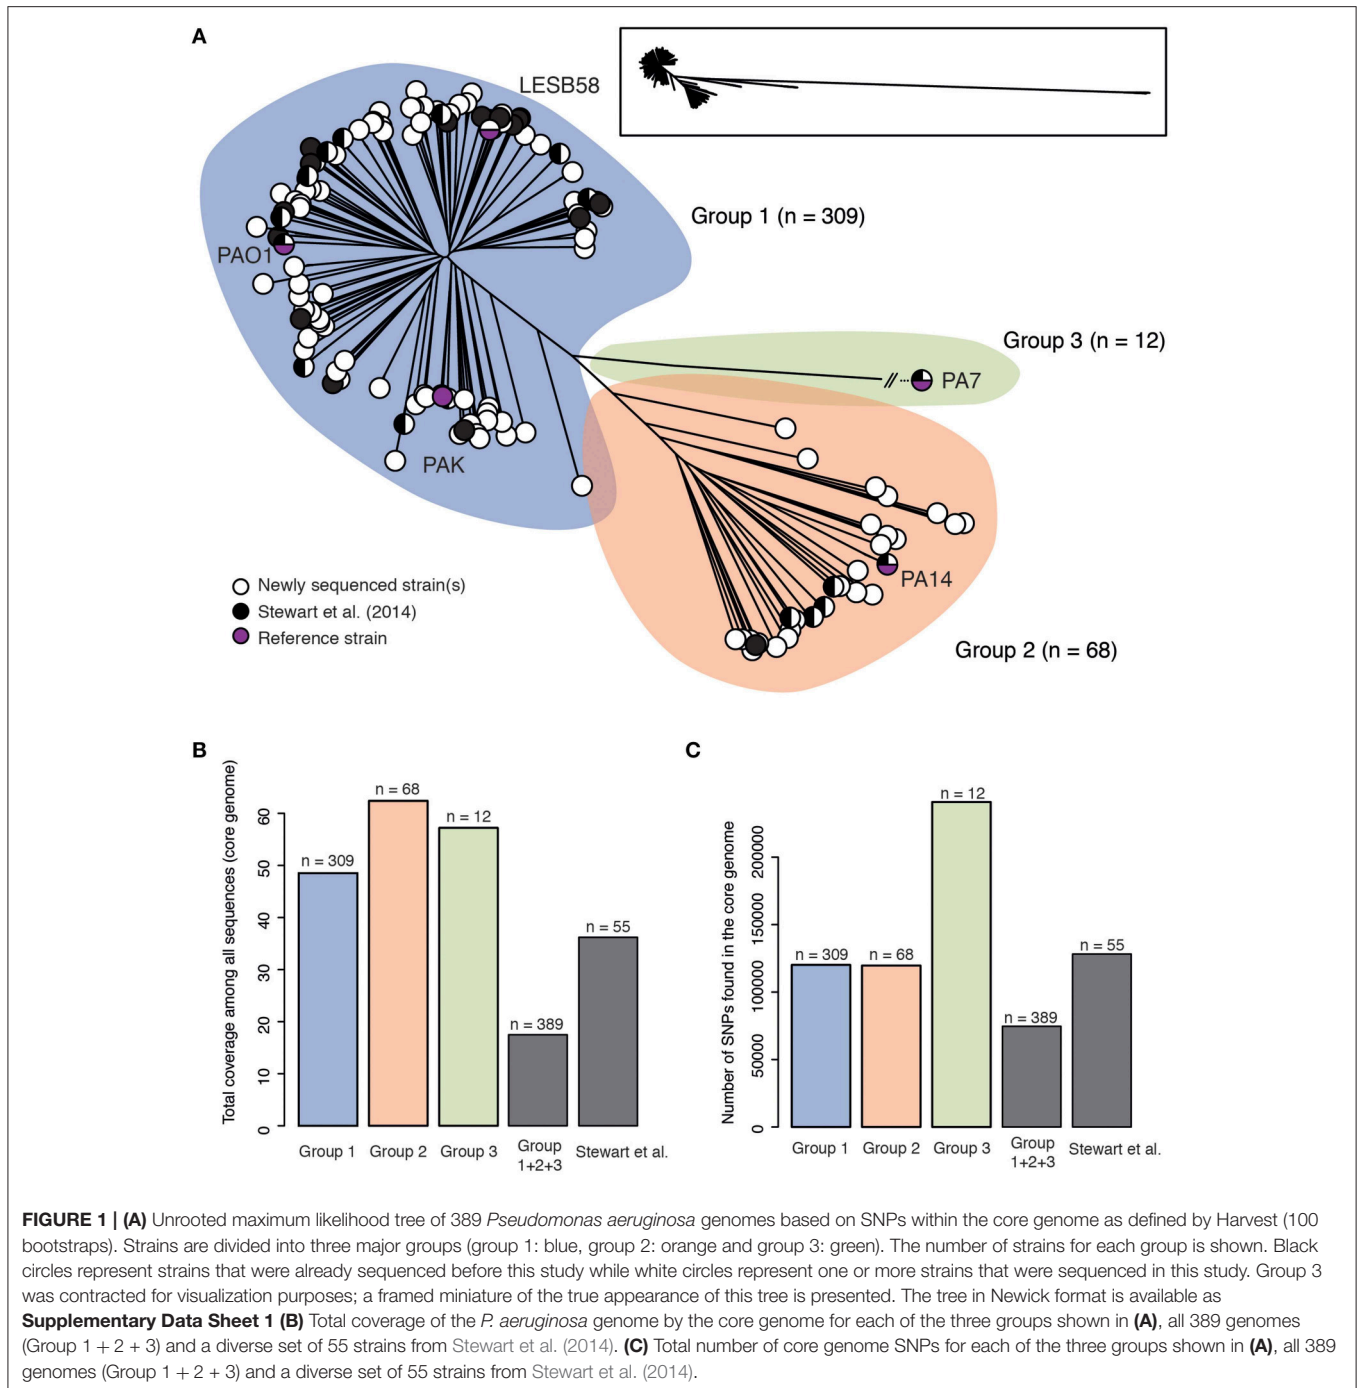 A
LESB58
Group 1 (n = 309)
PAO1
Group 3 (n = 12)
PA7
PAK
PA14
Newly sequenced strain(s)
Stewart et al. (2014)
Reference strain
Group 2 (n = 68)
B
Total coverage among all sequences (core genome)
0
10
20
30
40
50
60
n = 309
n = 68
n = 12
n = 389
n = 55
Group 1
Group 2
Group 3
Group
1+2+3
Stewart et al.
C
Number of SNPs found in the core genome
0
50000
100000
150000
200000
n = 309
n = 68
n = 12
n = 389
n = 55
Group 1
Group 2
Group 3
Group
1+2+3
Stewart et al.
FIGURE 1 | (A) Unrooted maximum likelihood tree of 389 Pseudomonas aeruginosa genomes based on SNPs within the core genome as defined by Harvest (100
bootstraps). Strains are divided into three major groups (group 1: blue, group 2: orange and group 3: green). The number of strains for each group is shown. Black
circles represent strains that were already sequenced before this study while white circles represent one or more strains that were sequenced in this study. Group 3
was contracted for visualization purposes; a framed miniature of the true appearance of this tree is presented. The tree in Newick format is available as
Supplementary Data Sheet 1 (B) Total coverage of the P. aeruginosa genome by the core genome for each of the three groups shown in (A), all 389 genomes
(Group 1 + 2 + 3) and a diverse set of 55 strains from Stewart et al. (2014). (C) Total number of core genome SNPs for each of the three groups shown in (A), all 389
genomes (Group 1 + 2 + 3) and a diverse set of 55 strains from Stewart et al. (2014).